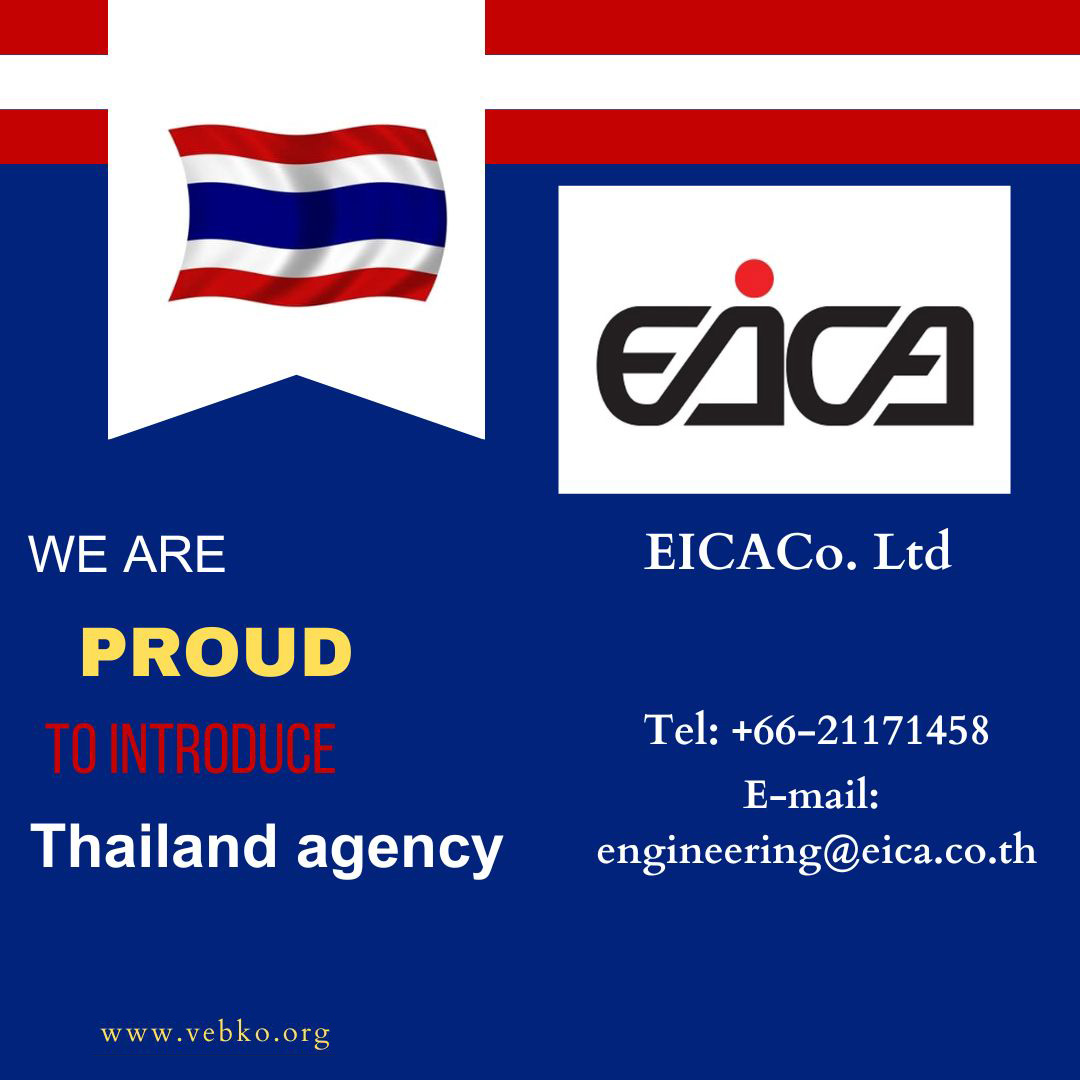 EICA
WE ARE
PROUD
TO INTRODUCE
Thailand agency
EICACo. Ltd
Tel: +66-21171458
E-mail:
engineering@eica.co.th
www.vebko.org